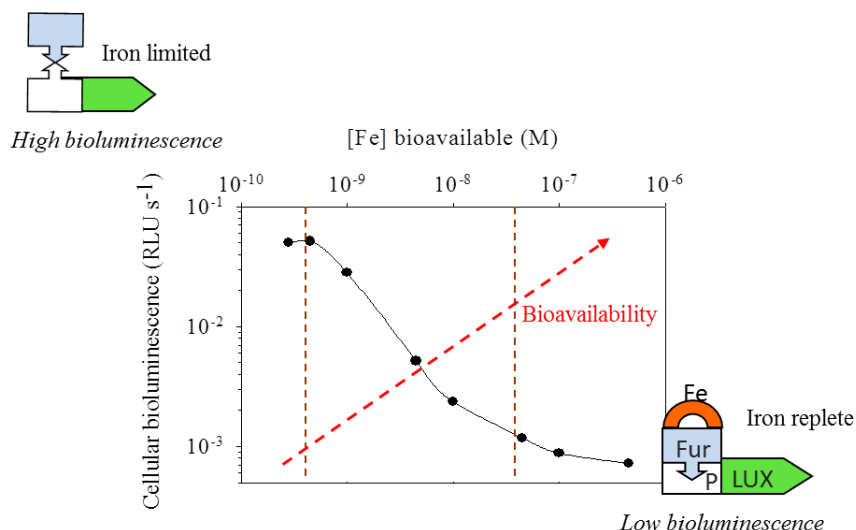 Iron limited
High bioluminescence
[Fe] bioavailable (M)
10-10 10-9 10-8 10-7 10-6
Cellular bioluminescence (RLU s-1)
10-1
10-2
10-3
Bioavailability
Fe
Iron replete
Fur
P LUX
Low bioluminescence